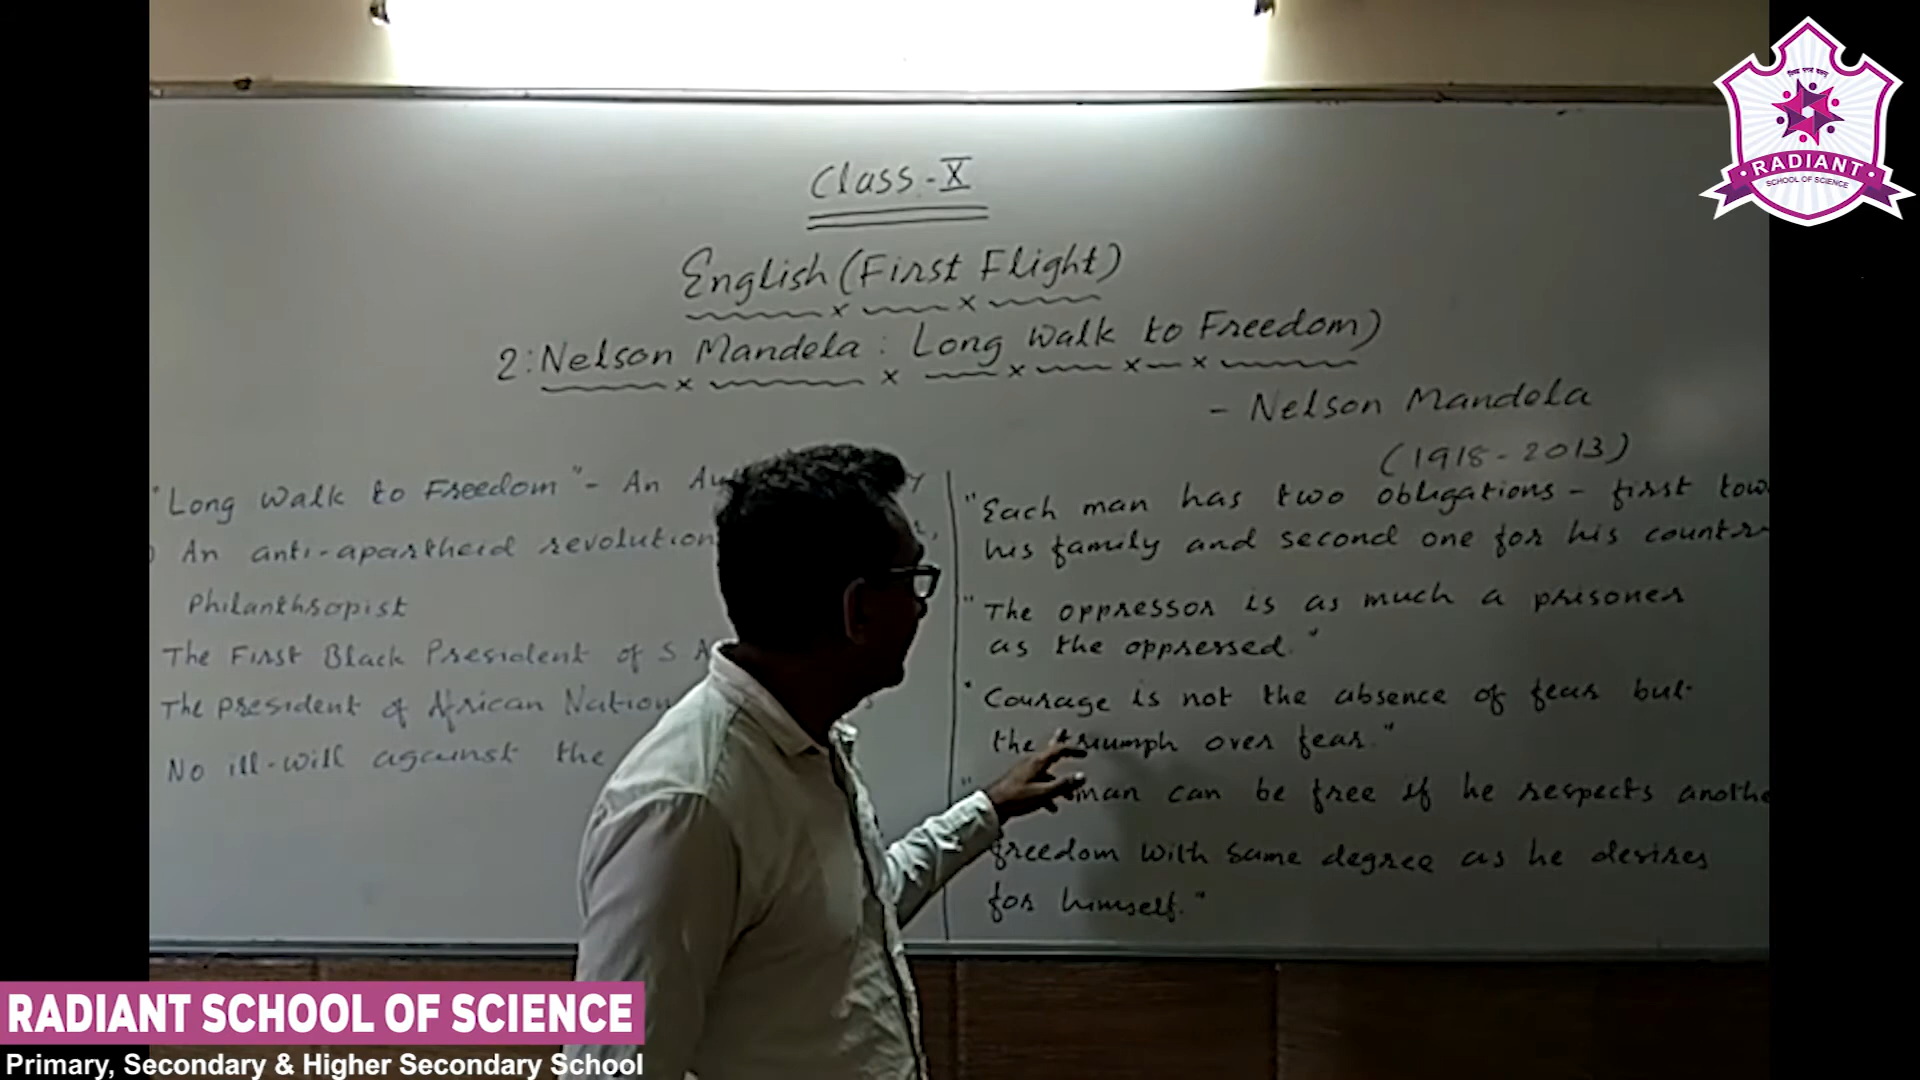 Class-X
English (First Flight)
2: Nelson Mandela: Long Walk to Freedom)
- Nelson Mandela
(1918-2013)
"Long Walk to Freedom" - An
An anti-apartheid
Philanthropist
The First Black President of S
The president of African
No ill-will against the
"Each man has two obligations - first
his family and second one for his
"The oppressor is as much a prisoner
as the oppressed."
"Courage is not the absence of fear but
the triumph over fear."
man can be free if he respects
freedom with same degree as he desires
for himself."
RADIANT
SCHOOL OF SCIENCE
RADIANT SCHOOL OF SCIENCE
Primary, Secondary & Higher Secondary School